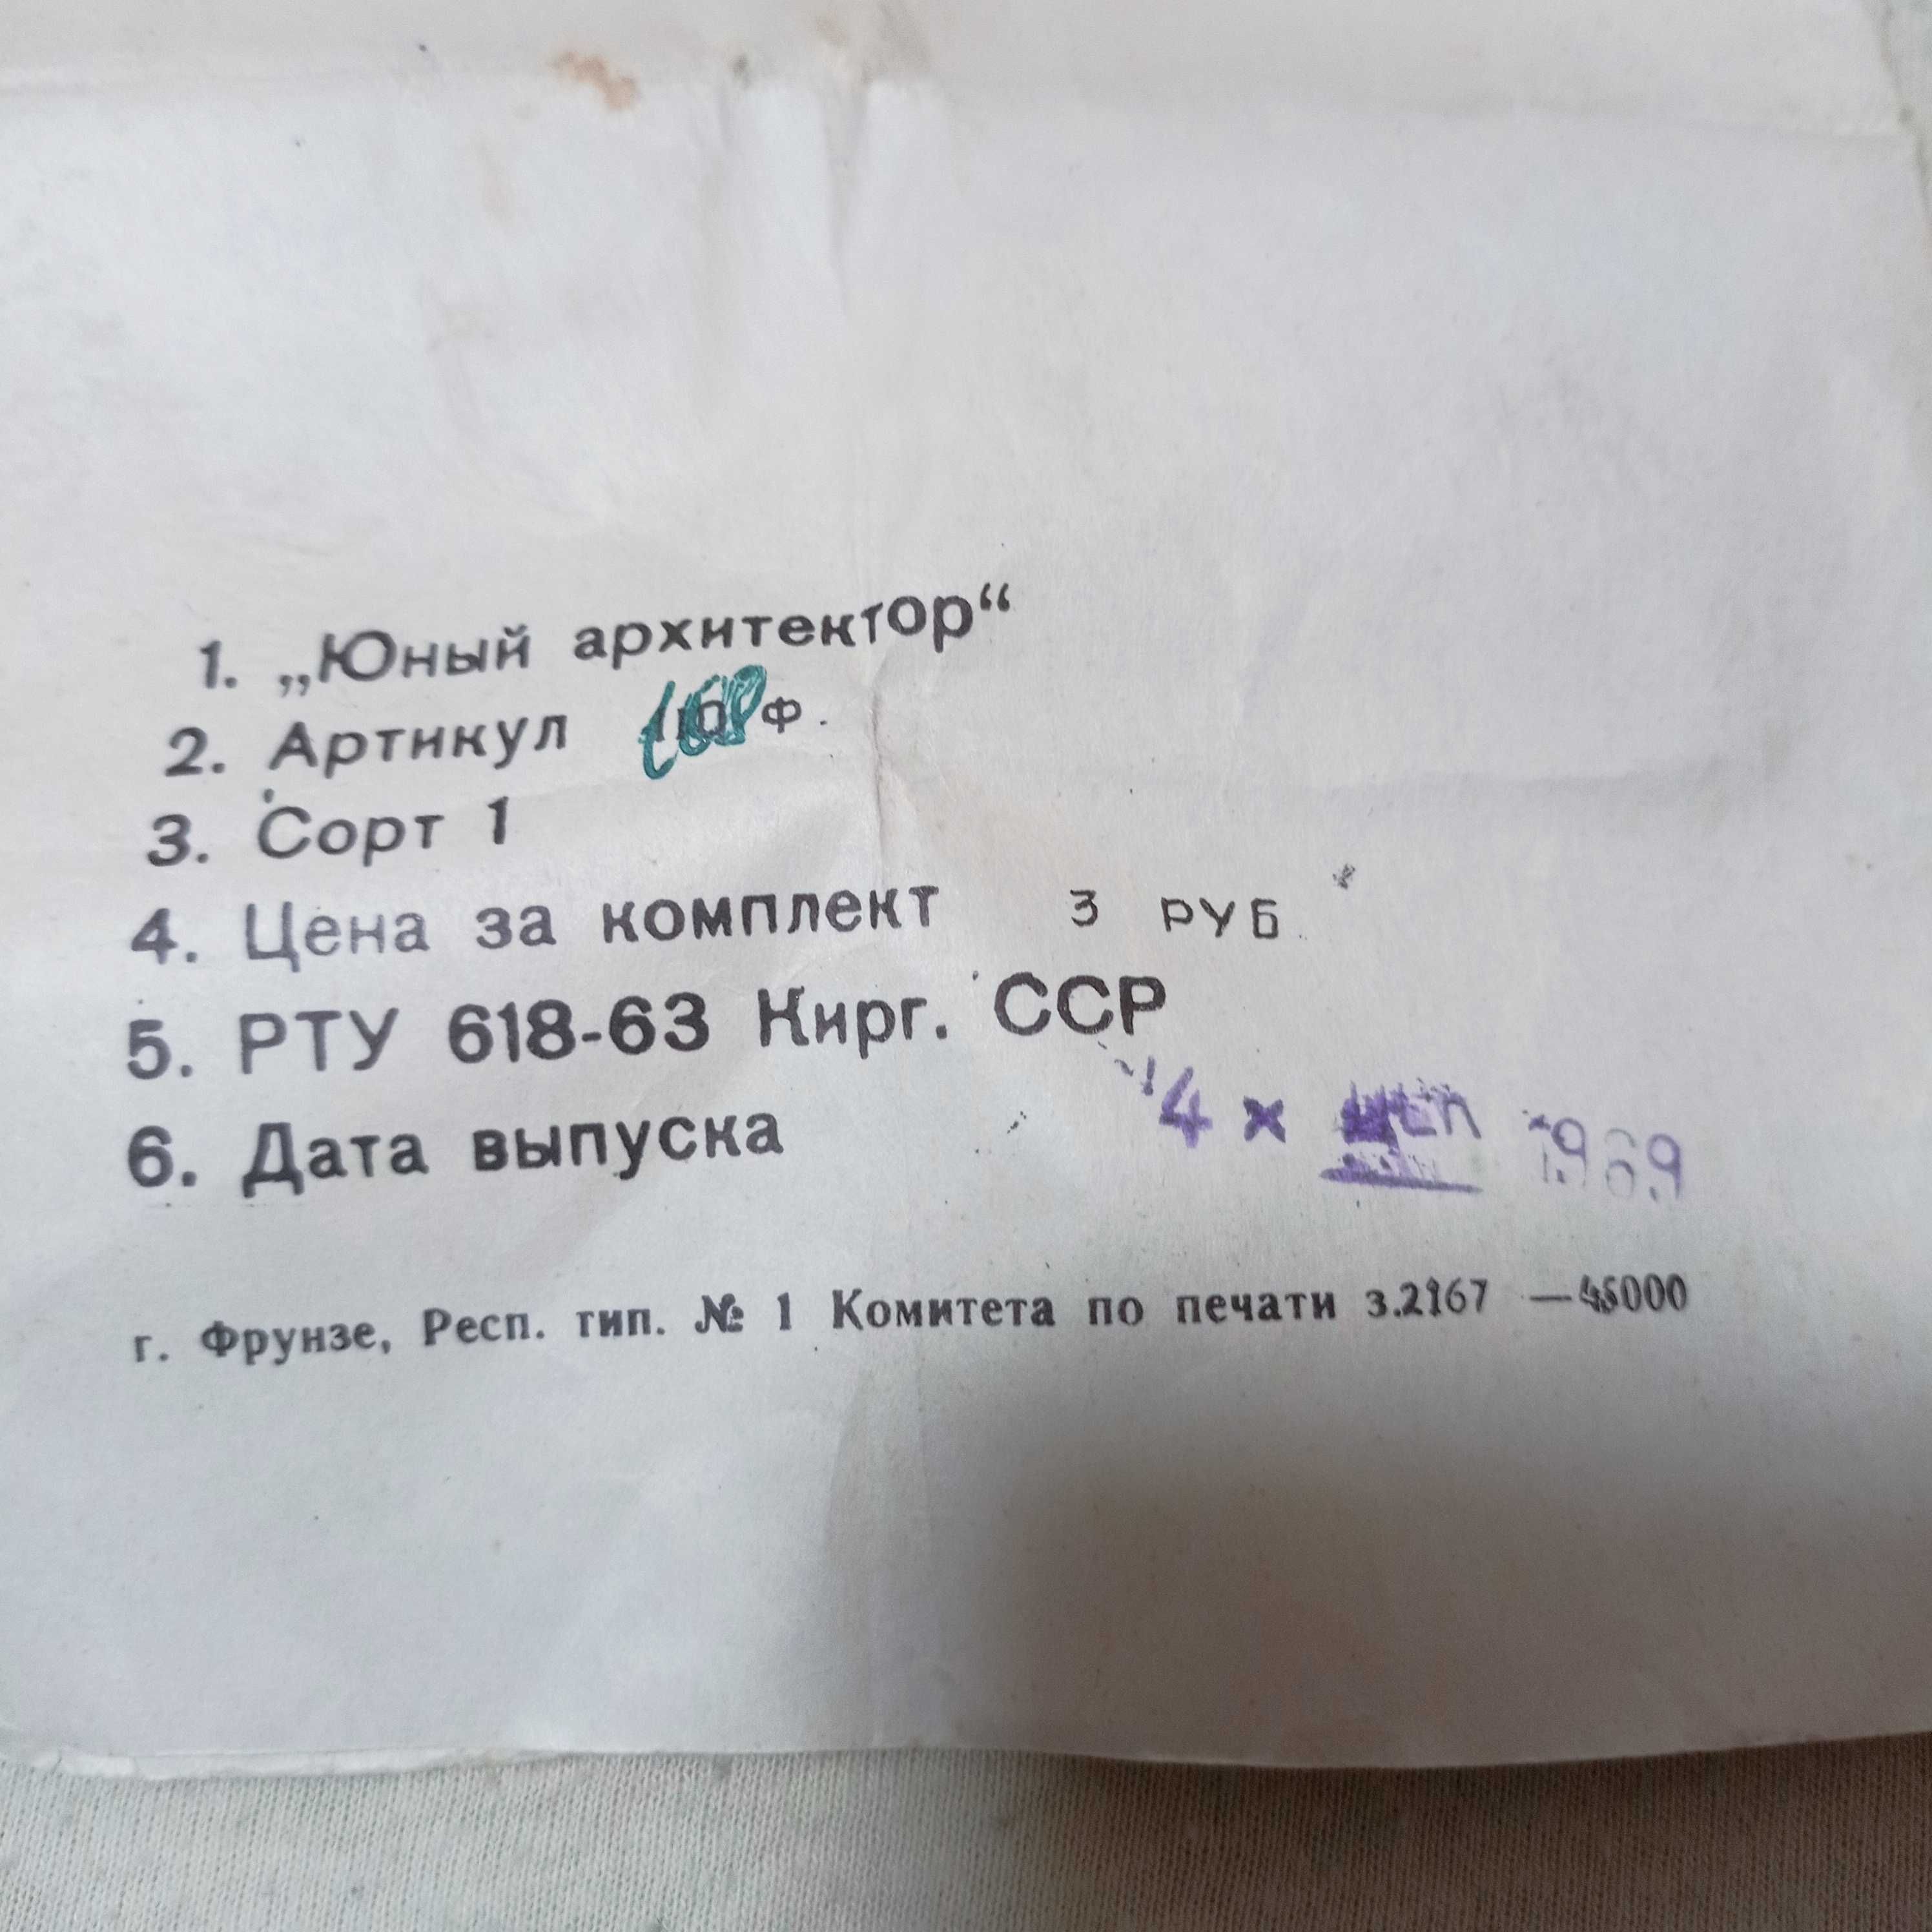 1. „Юный архитектор“
2. Артикул ф.
3. Сорт 1
4. Цена за комплект 3 РУБ.
5. РТУ 618-63 Кирг. ССР
6. Дата выпуска 1969
г. Фрунзе, Респ. тип. № 1 Комитета по печати з.2167 —45000